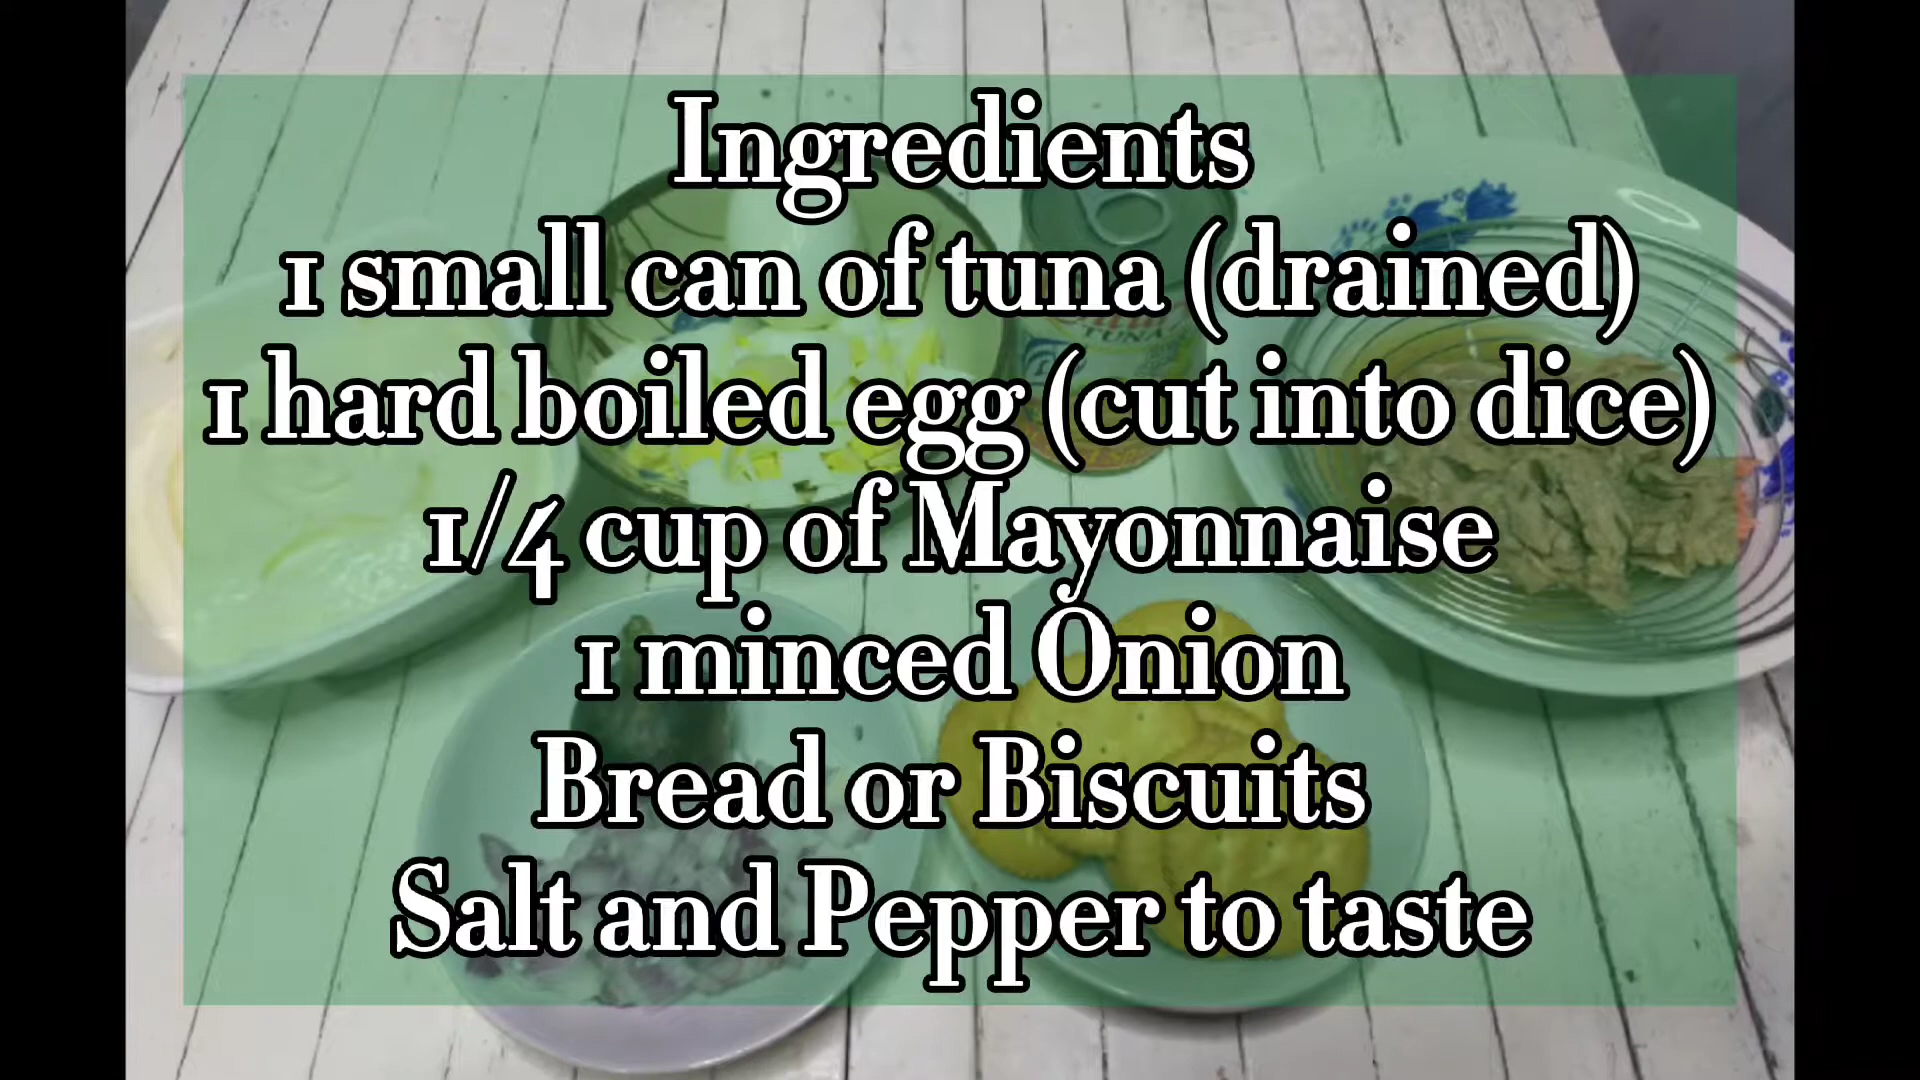 Ingredients
1 small can of tuna (drained)
1 hard boiled egg (cut into dice)
1/4 cup of Mayonnaise
1 minced Onion
Bread or Biscuits
Salt and Pepper to taste
TUNA